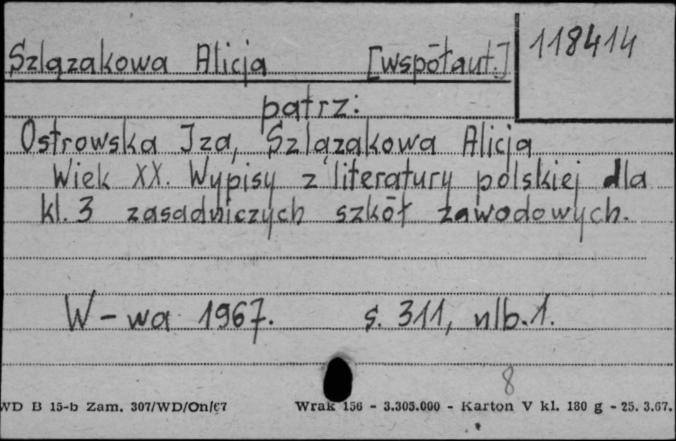 Szlązakowa Alicja [współaut.] 118414
patrz:
Ostrowska Iza, Szlązakowa Alicja
Wiek XX. Wypisy z literatury polskiej dla
kl. 3 zasadniczych szkół zawodowych.
W-wa 1967. s. 311, nlb.1.
8
WD B 15-b Zam. 307/WD/On/67 Wrak 156 - 3.305.000 - Karton V kl. 180 g - 25. 3.67.